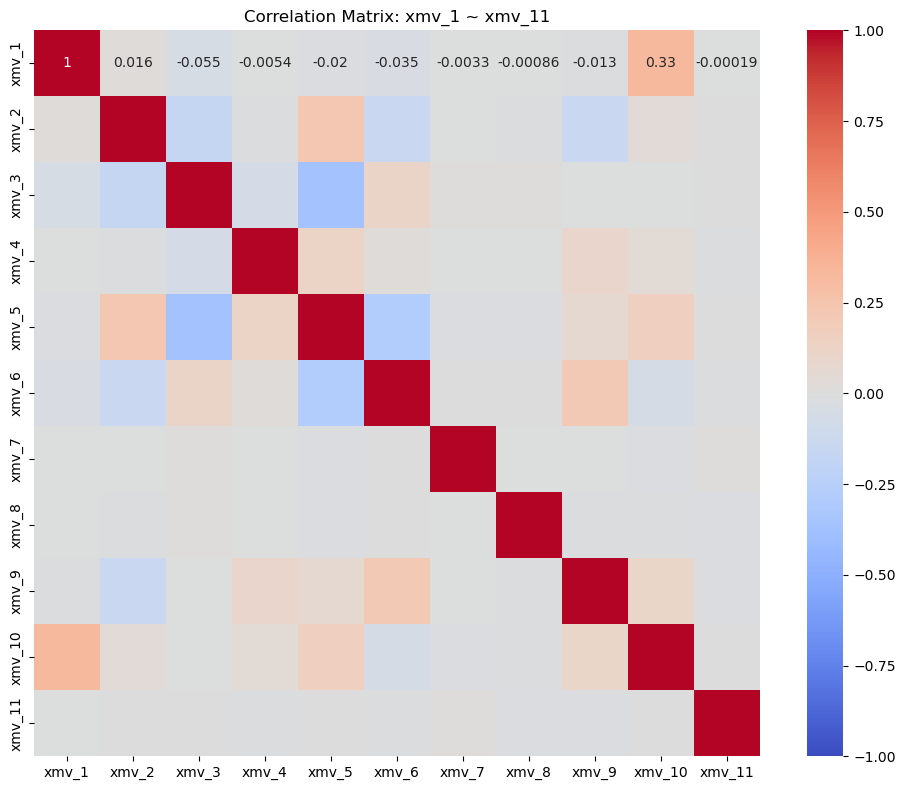 Correlation Matrix: xmv_1 ~ xmv_11
xmv_1 1 0.016 -0.055 -0.0054 -0.02 -0.035 -0.0033 -0.00086 -0.013 0.33 -0.00019
xmv_2
xmv_3
xmv_4
xmv_5
xmv_6
xmv_7
xmv_8
xmv_9
xmv_10
xmv_11
xmv_1 xmv_2 xmv_3 xmv_4 xmv_5 xmv_6 xmv_7 xmv_8 xmv_9 xmv_10 xmv_11
1.00
0.75
0.50
0.25
0.00
-0.25
-0.50
-0.75
-1.00